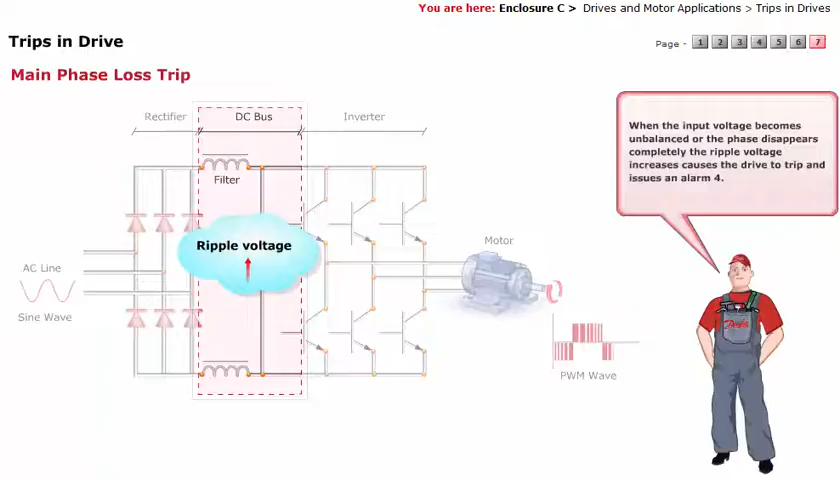 You are here: Enclosure C > Drives and Motor Applications > Trips in Drives
Trips in Drive
Page - 1 2 3 4 5 6 7
Main Phase Loss Trip
Rectifier DC Bus Inverter
When the input voltage becomes
unbalanced or the phase disappears
completely the ripple voltage
increases causes the drive to trip and
issues an alarm 4.
Filter
Ripple voltage
Motor
AC Line
Sine Wave
Danfoss
PWM Wave